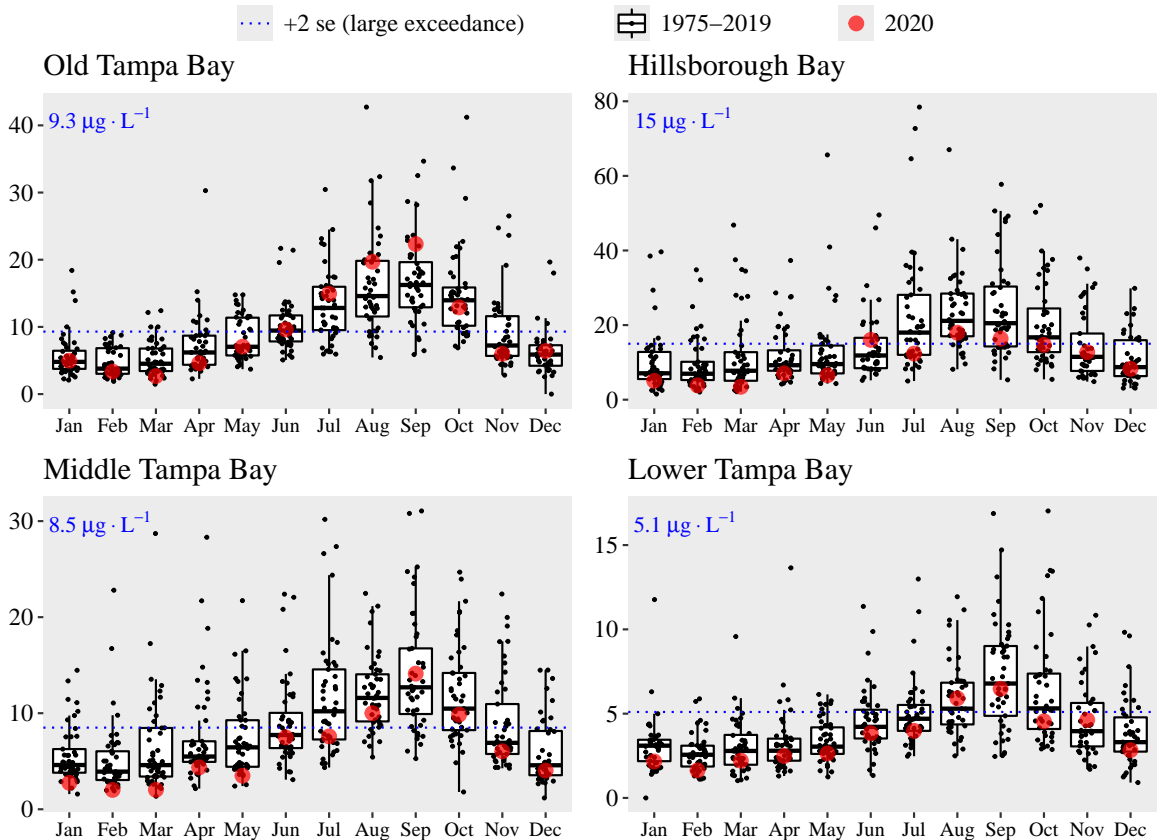 +2 se (large exceedance) 1975–2019 2020
Old Tampa Bay
9.3 μg · L⁻¹
40
30
20
10
0
Jan Feb Mar Apr May Jun Jul Aug Sep Oct Nov Dec
Hillsborough Bay
15 μg · L⁻¹
80
60
40
20
0
Jan Feb Mar Apr May Jun Jul Aug Sep Oct Nov Dec
Middle Tampa Bay
8.5 μg · L⁻¹
30
20
10
0
Jan Feb Mar Apr May Jun Jul Aug Sep Oct Nov Dec
Lower Tampa Bay
5.1 μg · L⁻¹
15
10
5
0
Jan Feb Mar Apr May Jun Jul Aug Sep Oct Nov Dec